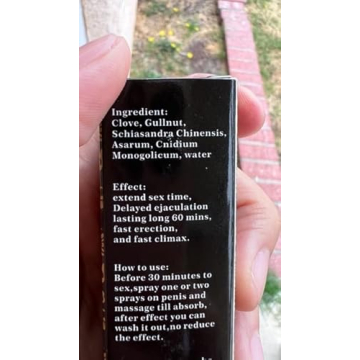 Ingredient:
Clove, Gullnut,
Schiasandra Chinensis,
Asarum, Cnidium
Monogolicum, water
Effect:
extend sex time,
Delayed ejaculation
lasting long 60 mins,
fast erection,
and fast climax.
How to use:
Before 30 minutes to
sex,spray one or two
sprays on penis and
massage till absorb,
after effect you can
wash it out,no reduce
the effect.